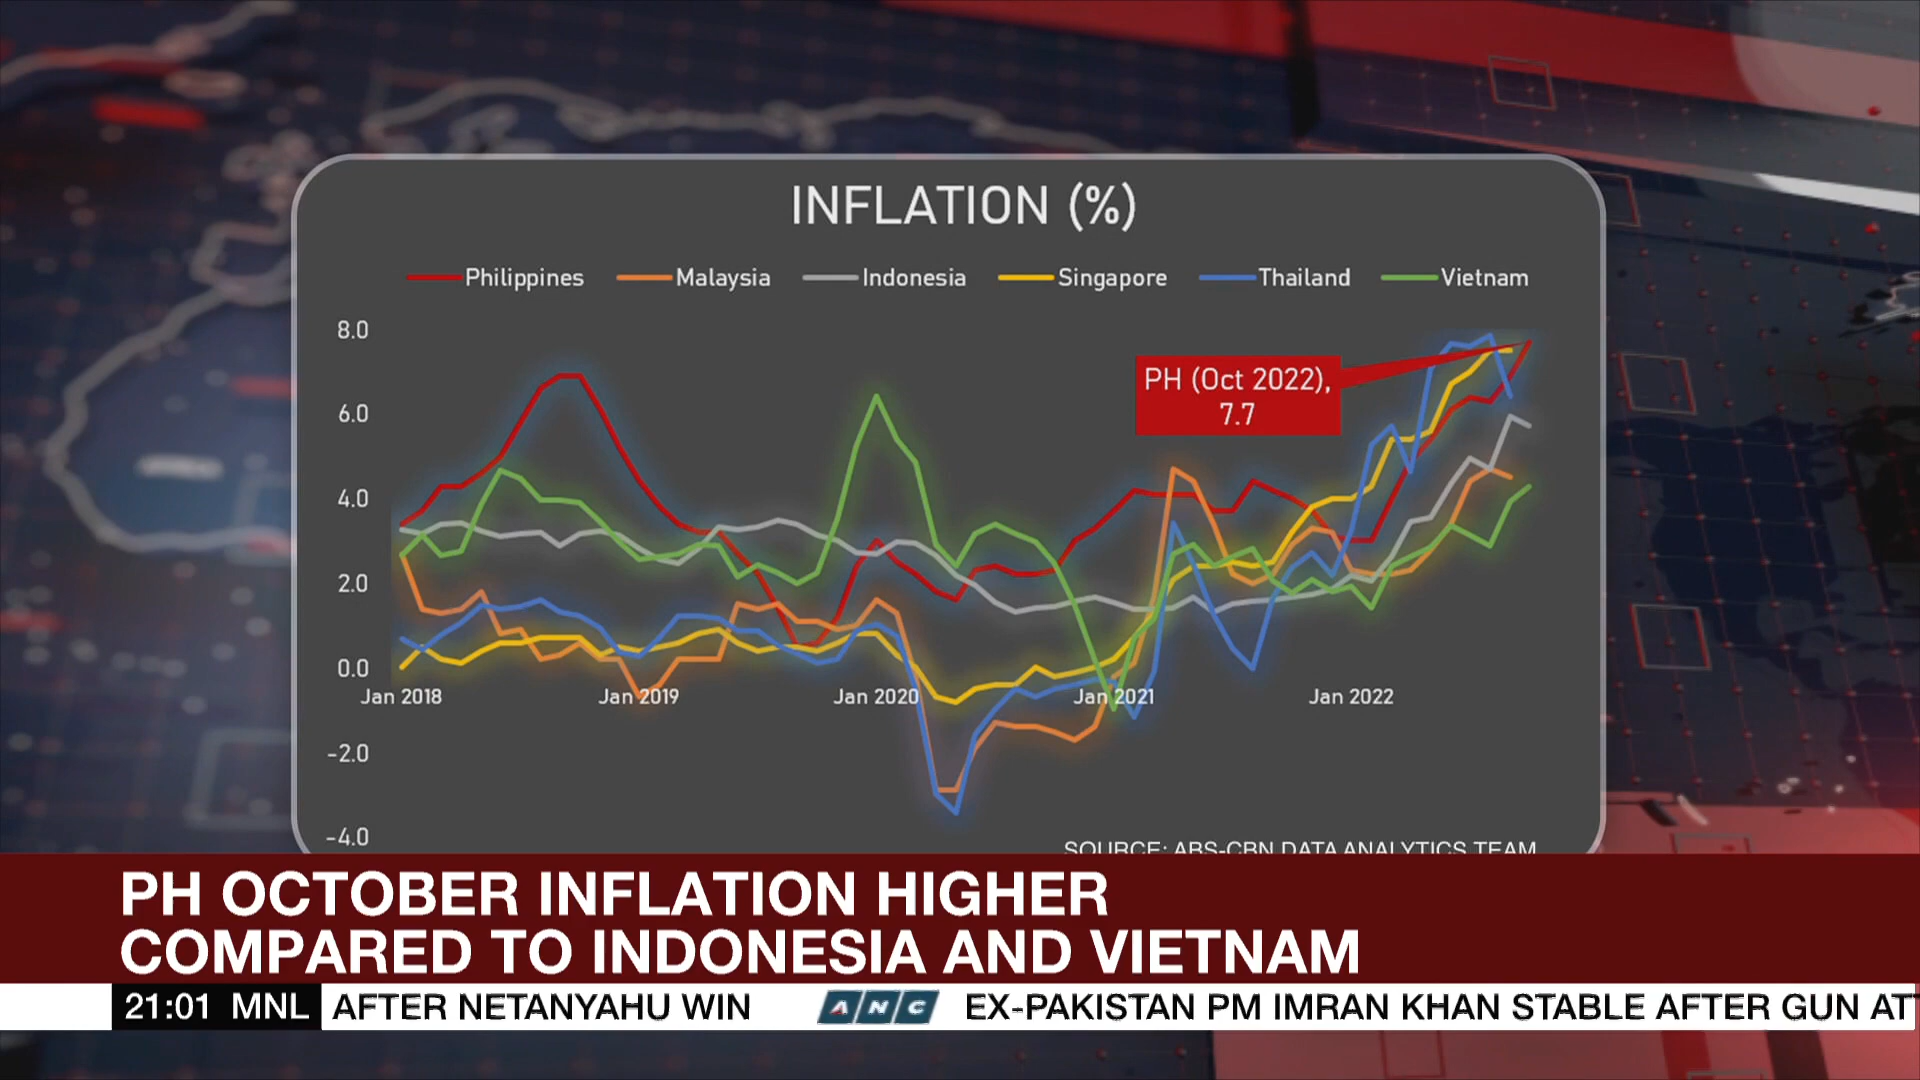 INFLATION (%)
Philippines Malaysia Indonesia Singapore Thailand Vietnam
8.0
6.0
4.0
2.0
0.0
-2.0
-4.0
PH (Oct 2022),
7.7
Jan 2018 Jan 2019 Jan 2020 Jan 2021 Jan 2022
SOURCE: ABS-CBN DATA ANALYTICS TEAM
PH OCTOBER INFLATION HIGHER
COMPARED TO INDONESIA AND VIETNAM
21:01 MNL AFTER NETANYAHU WIN ANC EX-PAKISTAN PM IMRAN KHAN STABLE AFTER GUN AT